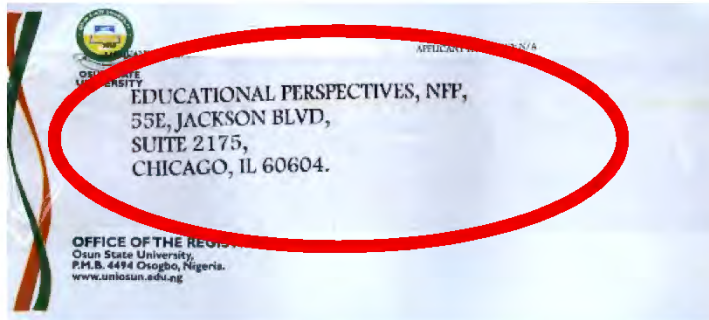 APPLICANT N/A
OSUN STATE
UNIVERSITY
EDUCATIONAL PERSPECTIVES, NFP,
55E, JACKSON BLVD,
SUITE 2175,
CHICAGO, IL 60604.
OFFICE OF THE
Osun State University,
P.M.B. 4494 Osogbo, Nigeria.
www.uniosun.edu.ng